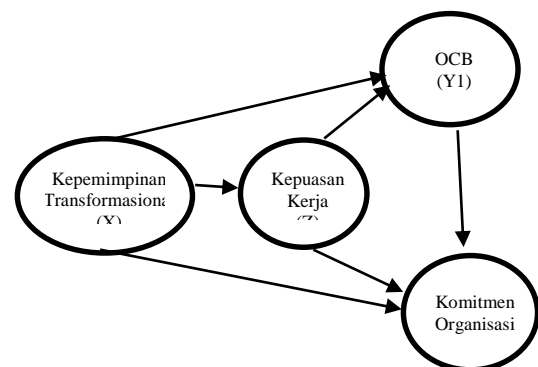 OCB
(Y1)
Kepemimpinan
Transformasiona
(X)
Kepuasan
Kerja
(Z)
Komitmen
Organisasi